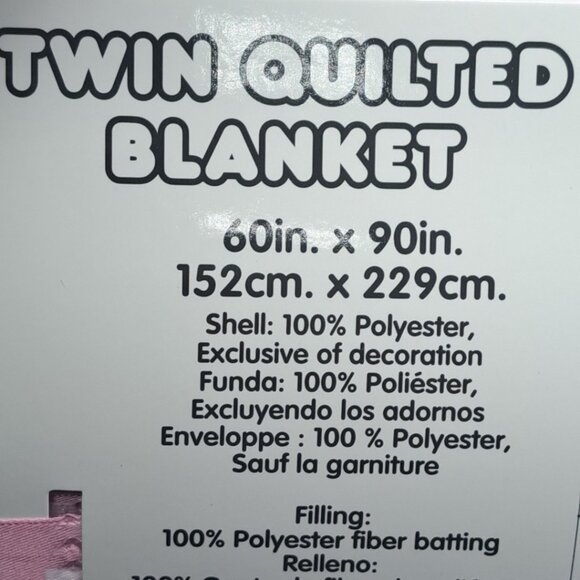 TWIN QUILTED
BLANKET
60in. x 90in.
152cm. x 229cm.
Shell: 100% Polyester,
Exclusive of decoration
Funda: 100% Poliéster,
Excluyendo los adornos
Enveloppe : 100 % Polyester,
Sauf la garniture
Filling:
100% Polyester fiber batting
Relleno: